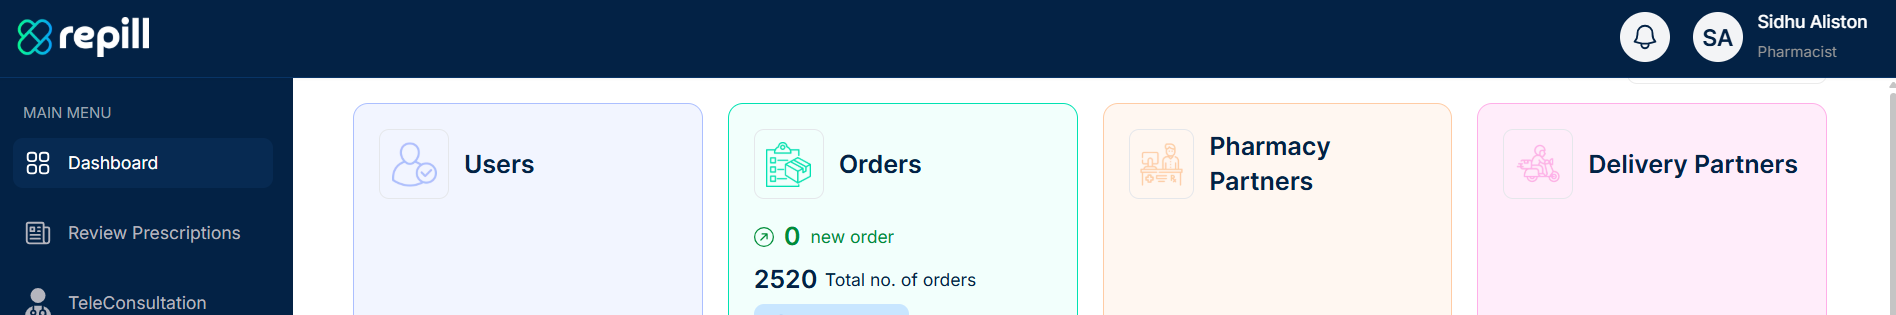 repill
SA
Sidhu Aliston
Pharmacist
MAIN MENU
Dashboard
Review Prescriptions
TeleConsultation
Users
Orders
0 new order
2520 Total no. of orders
Pharmacy
Partners
Delivery Partners